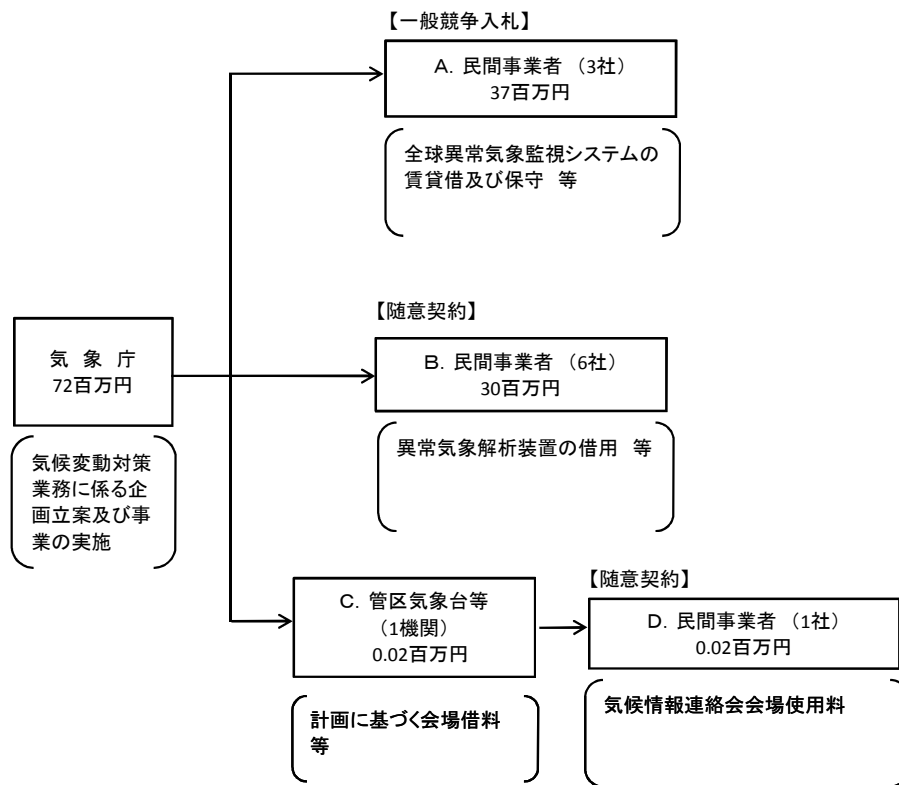 【一般競争入札】
A. 民間事業者 （3社）
37百万円
全球異常気象監視システムの
賃貸借及び保守 等
【随意契約】
気 象 庁
72百万円
B. 民間事業者 （6社）
30百万円
気候変動対策
業務に係る企
画立案及び事
業の実施
異常気象解析装置の借用 等
C. 管区気象台等
（1機関）
0.02百万円
【随意契約】
D. 民間事業者 （1社）
0.02百万円
計画に基づく会場借料
等
気候情報連絡会会場使用料